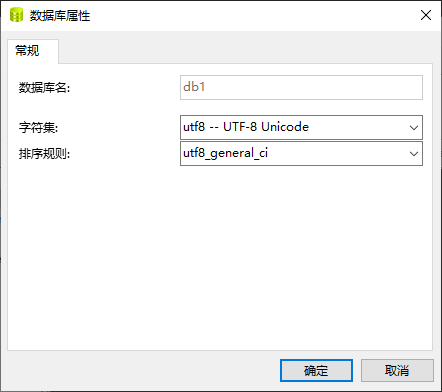 数据库属性
常规
数据库名:
db1
字符集:
utf8 -- UTF-8 Unicode
排序规则:
utf8_general_ci
确定
取消